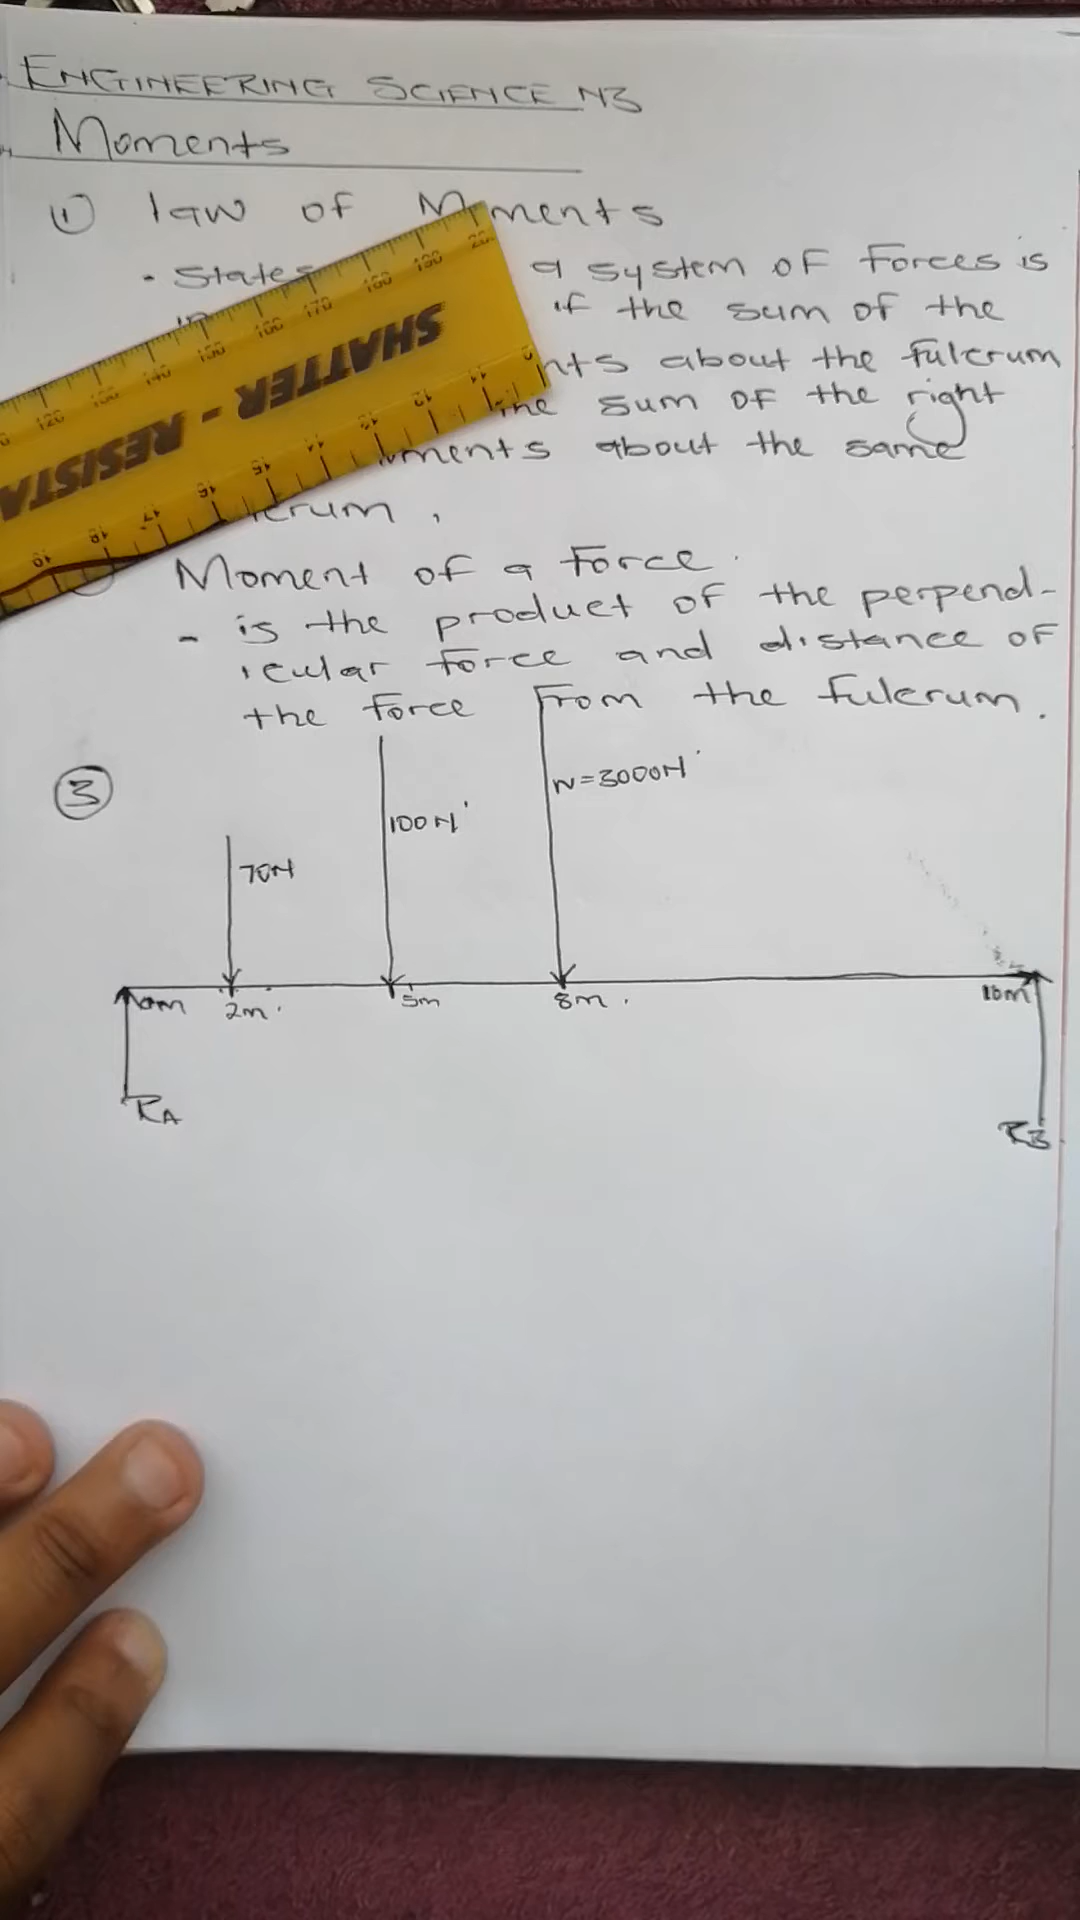 ENGINEERING SCIENCE N3
Moments
① law of Moments
• States a system of forces is
if the sum of the
nts about the fulcrum
the sum of the right
ments about the same
crum.
Moment of a force.
- is the product of the perpend-
icular force and distance of
the force from the fulcrum.
③
W=3000N
100N
70N
0m 2m. 5m 8m.
RA
RB
SHATTER - RESISTA